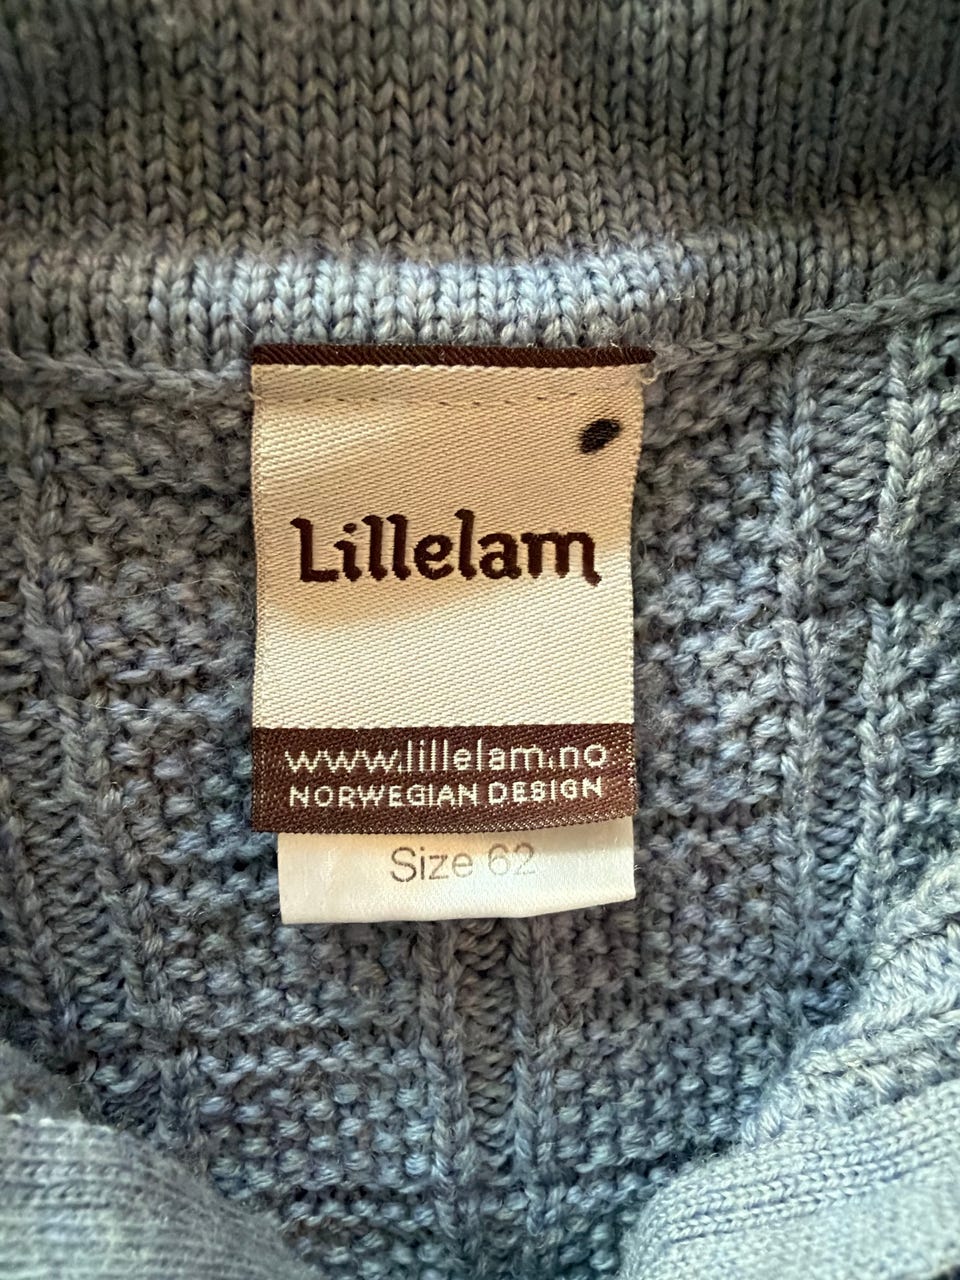 Lillelam
www.lillelam.no
NORWEGIAN DESIGN
Size 62